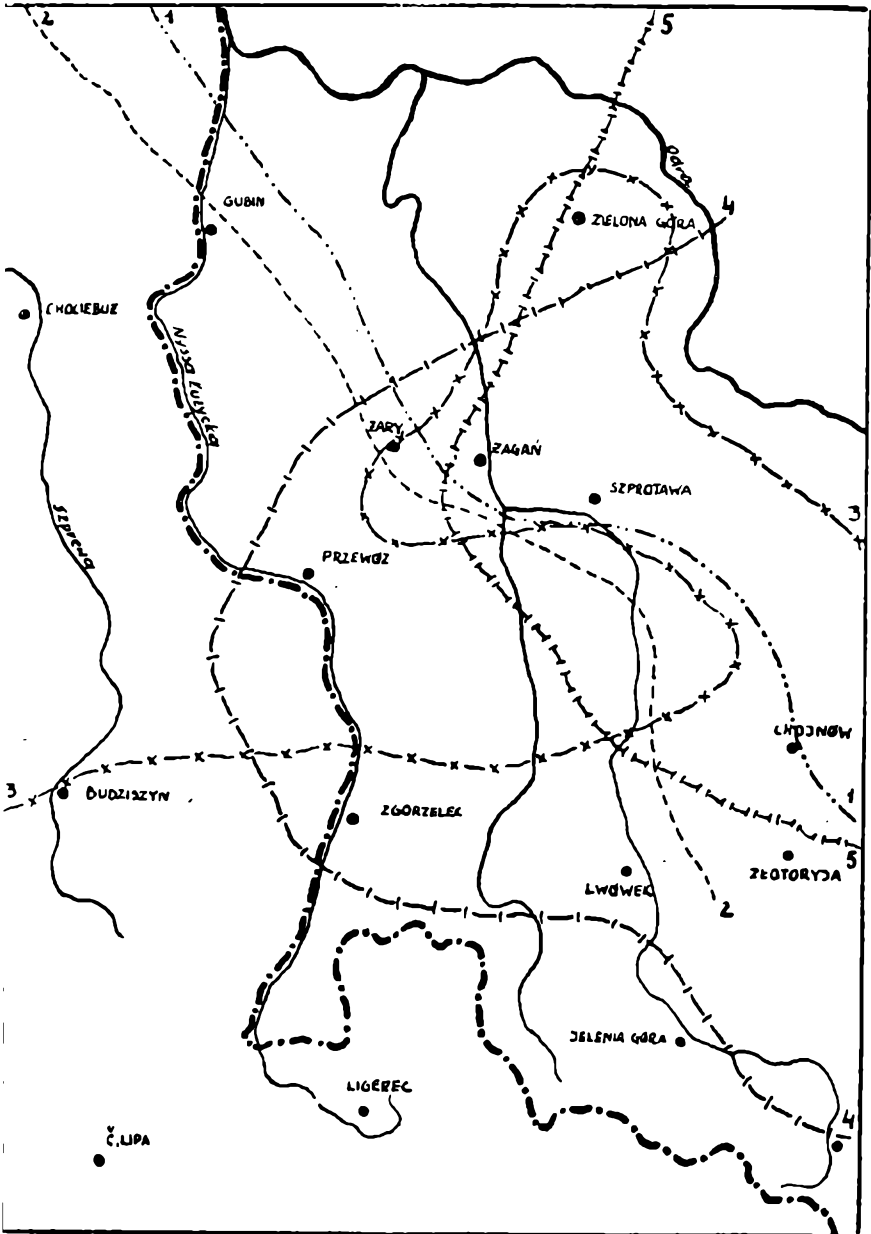 2
1
5
Odra
4
GUBIN
ZIELONA GÓRA
CHOCIEBUŻ
Nyssa Łużycka
ŻARY
ŻAGAŃ
SZPROTAWA
3
Szprewa
PRZEWÓZ
CHOJNÓW
3
BUDZISZYN
1
ZGORZELEC
5
ZŁOTORYJA
LWÓWEK
2
JELENIA GÓRA
LIBEREC
4
Č. LIPA